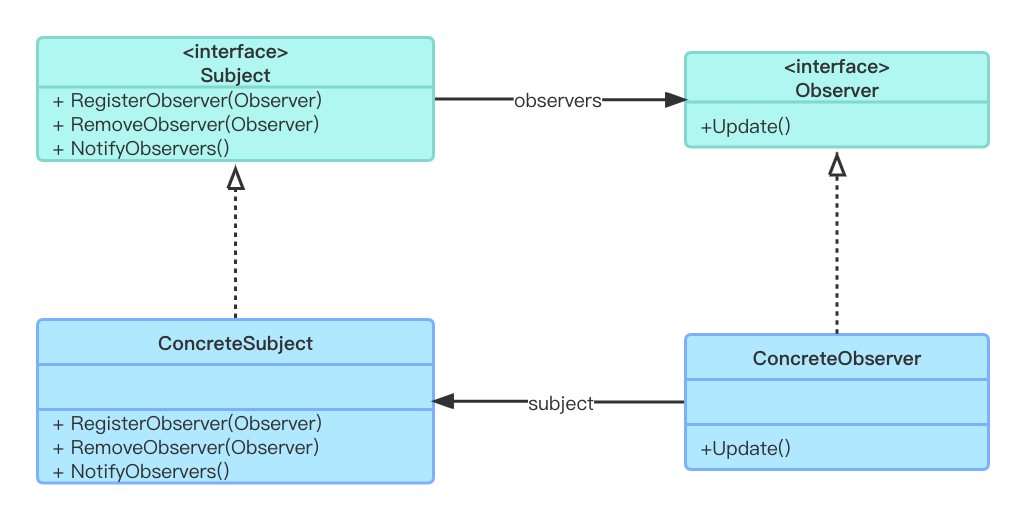 <interface>
Subject
+ RegisterObserver(Observer)
+ RemoveObserver(Observer)
+ NotifyObservers()
observers
<interface>
Observer
+Update()
ConcreteSubject
+ RegisterObserver(Observer)
+ RemoveObserver(Observer)
+ NotifyObservers()
subject
ConcreteObserver
+Update()